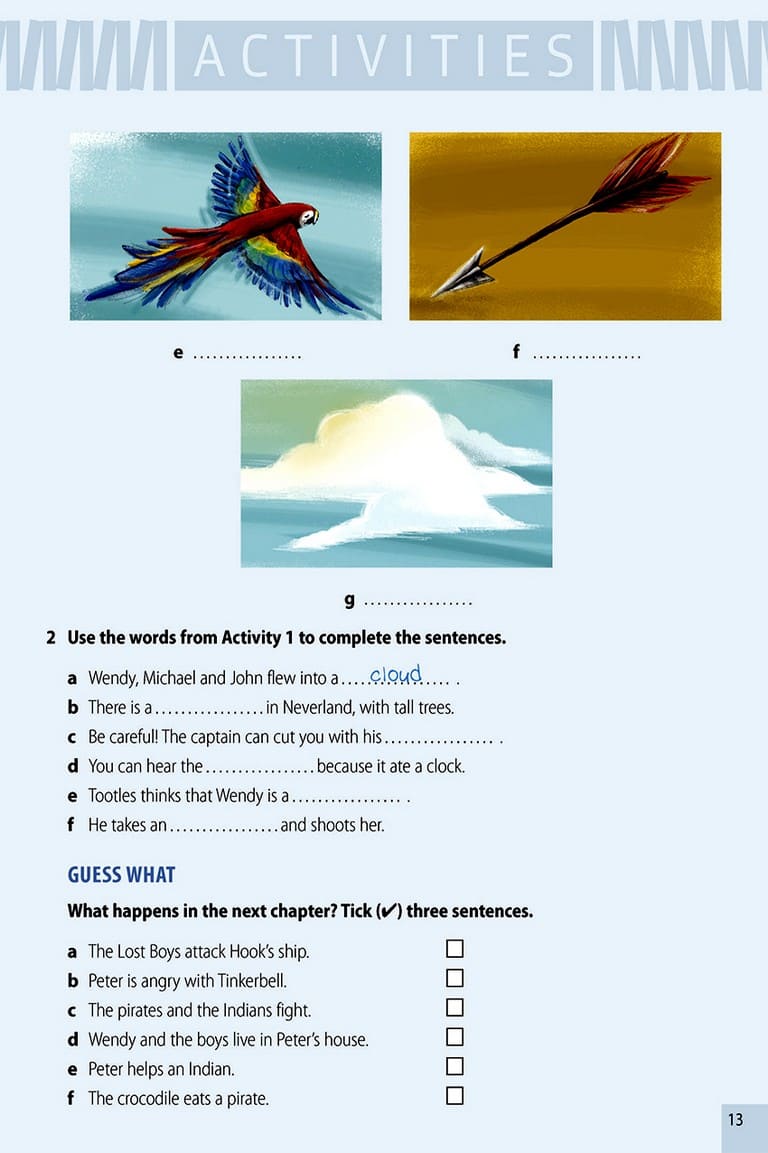 ACTIVITIES
e .................
f .................
g .................
2 Use the words from Activity 1 to complete the sentences.
a Wendy, Michael and John flew into a .....cloud..... .
b There is a ................. in Neverland, with tall trees.
c Be careful! The captain can cut you with his ................. .
d You can hear the ................. because it ate a clock.
e Tootles thinks that Wendy is a ................. .
f He takes an ................. and shoots her.
GUESS WHAT
What happens in the next chapter? Tick (✔) three sentences.
a The Lost Boys attack Hook's ship. ☐
b Peter is angry with Tinkerbell. ☐
c The pirates and the Indians fight. ☐
d Wendy and the boys live in Peter's house. ☐
e Peter helps an Indian. ☐
f The crocodile eats a pirate. ☐
13